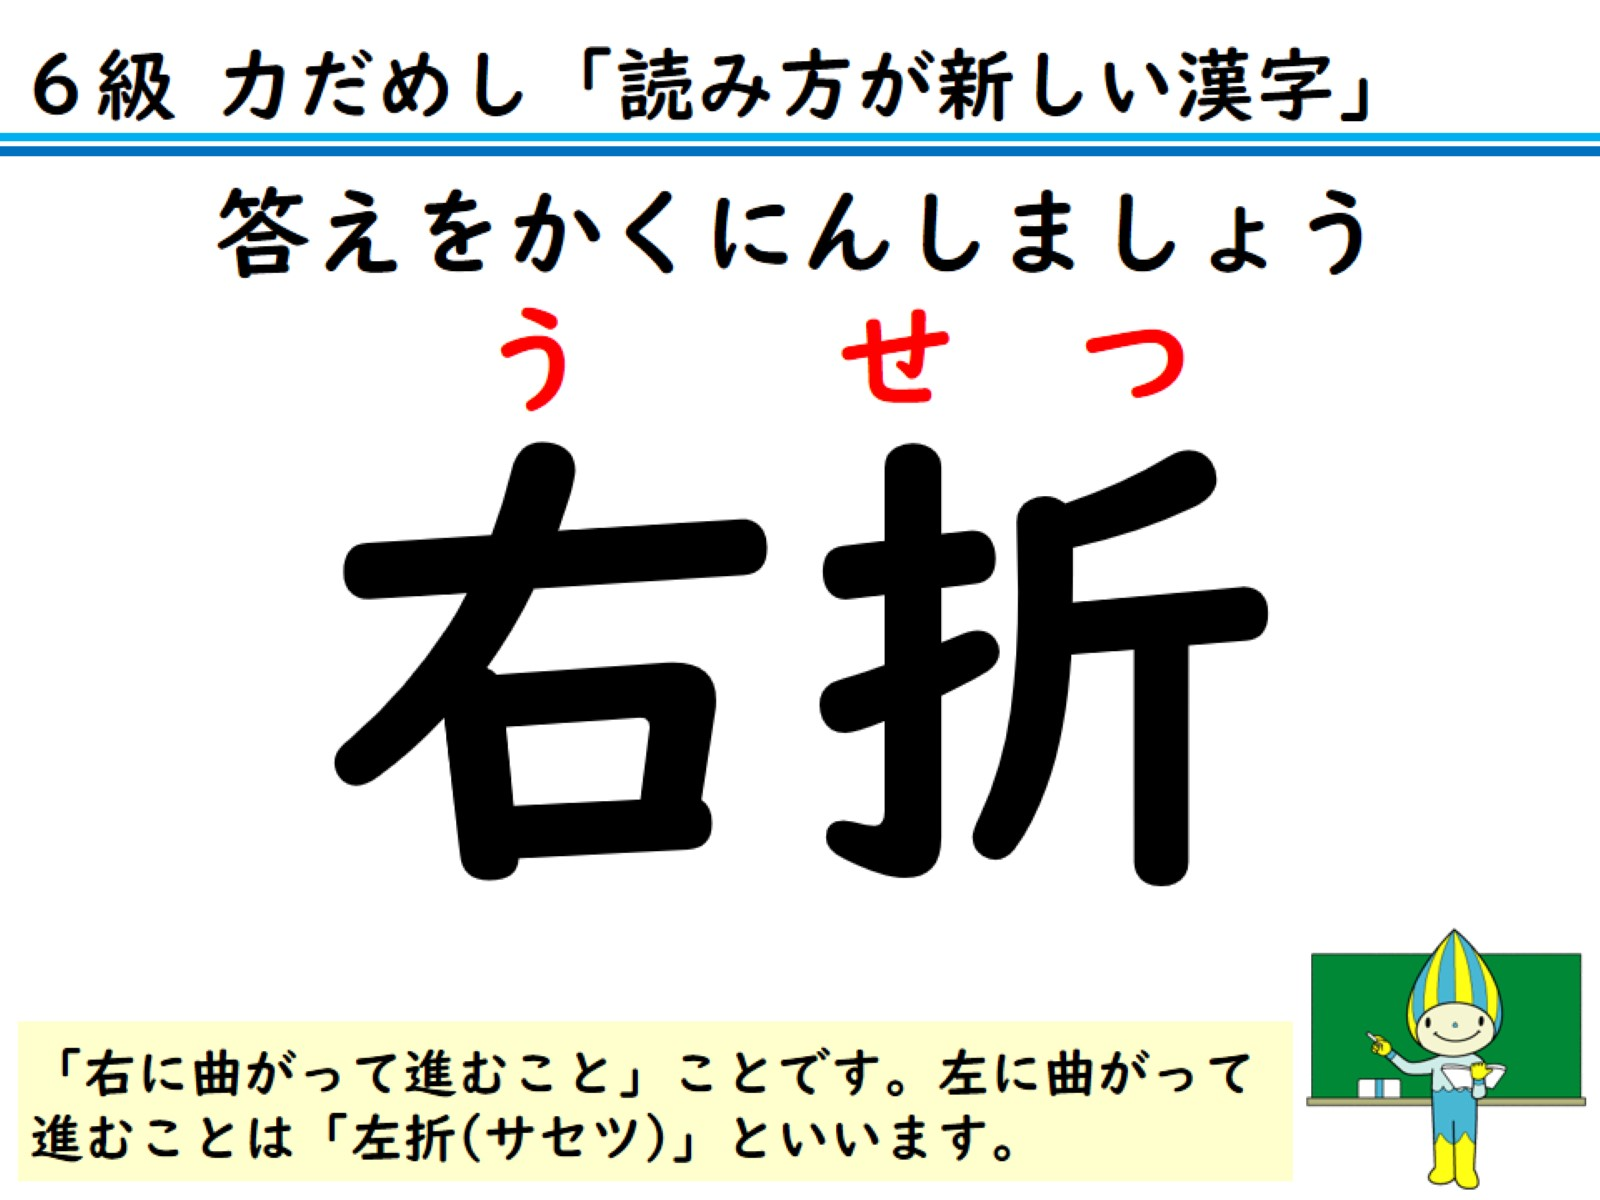 ６級 力だめし「読み方が新しい漢字」
答えをかくにんしましょう
う せ つ
右折
「右に曲がって進むこと」ことです。左に曲がって
進むことは「左折(サセツ)」といいます。